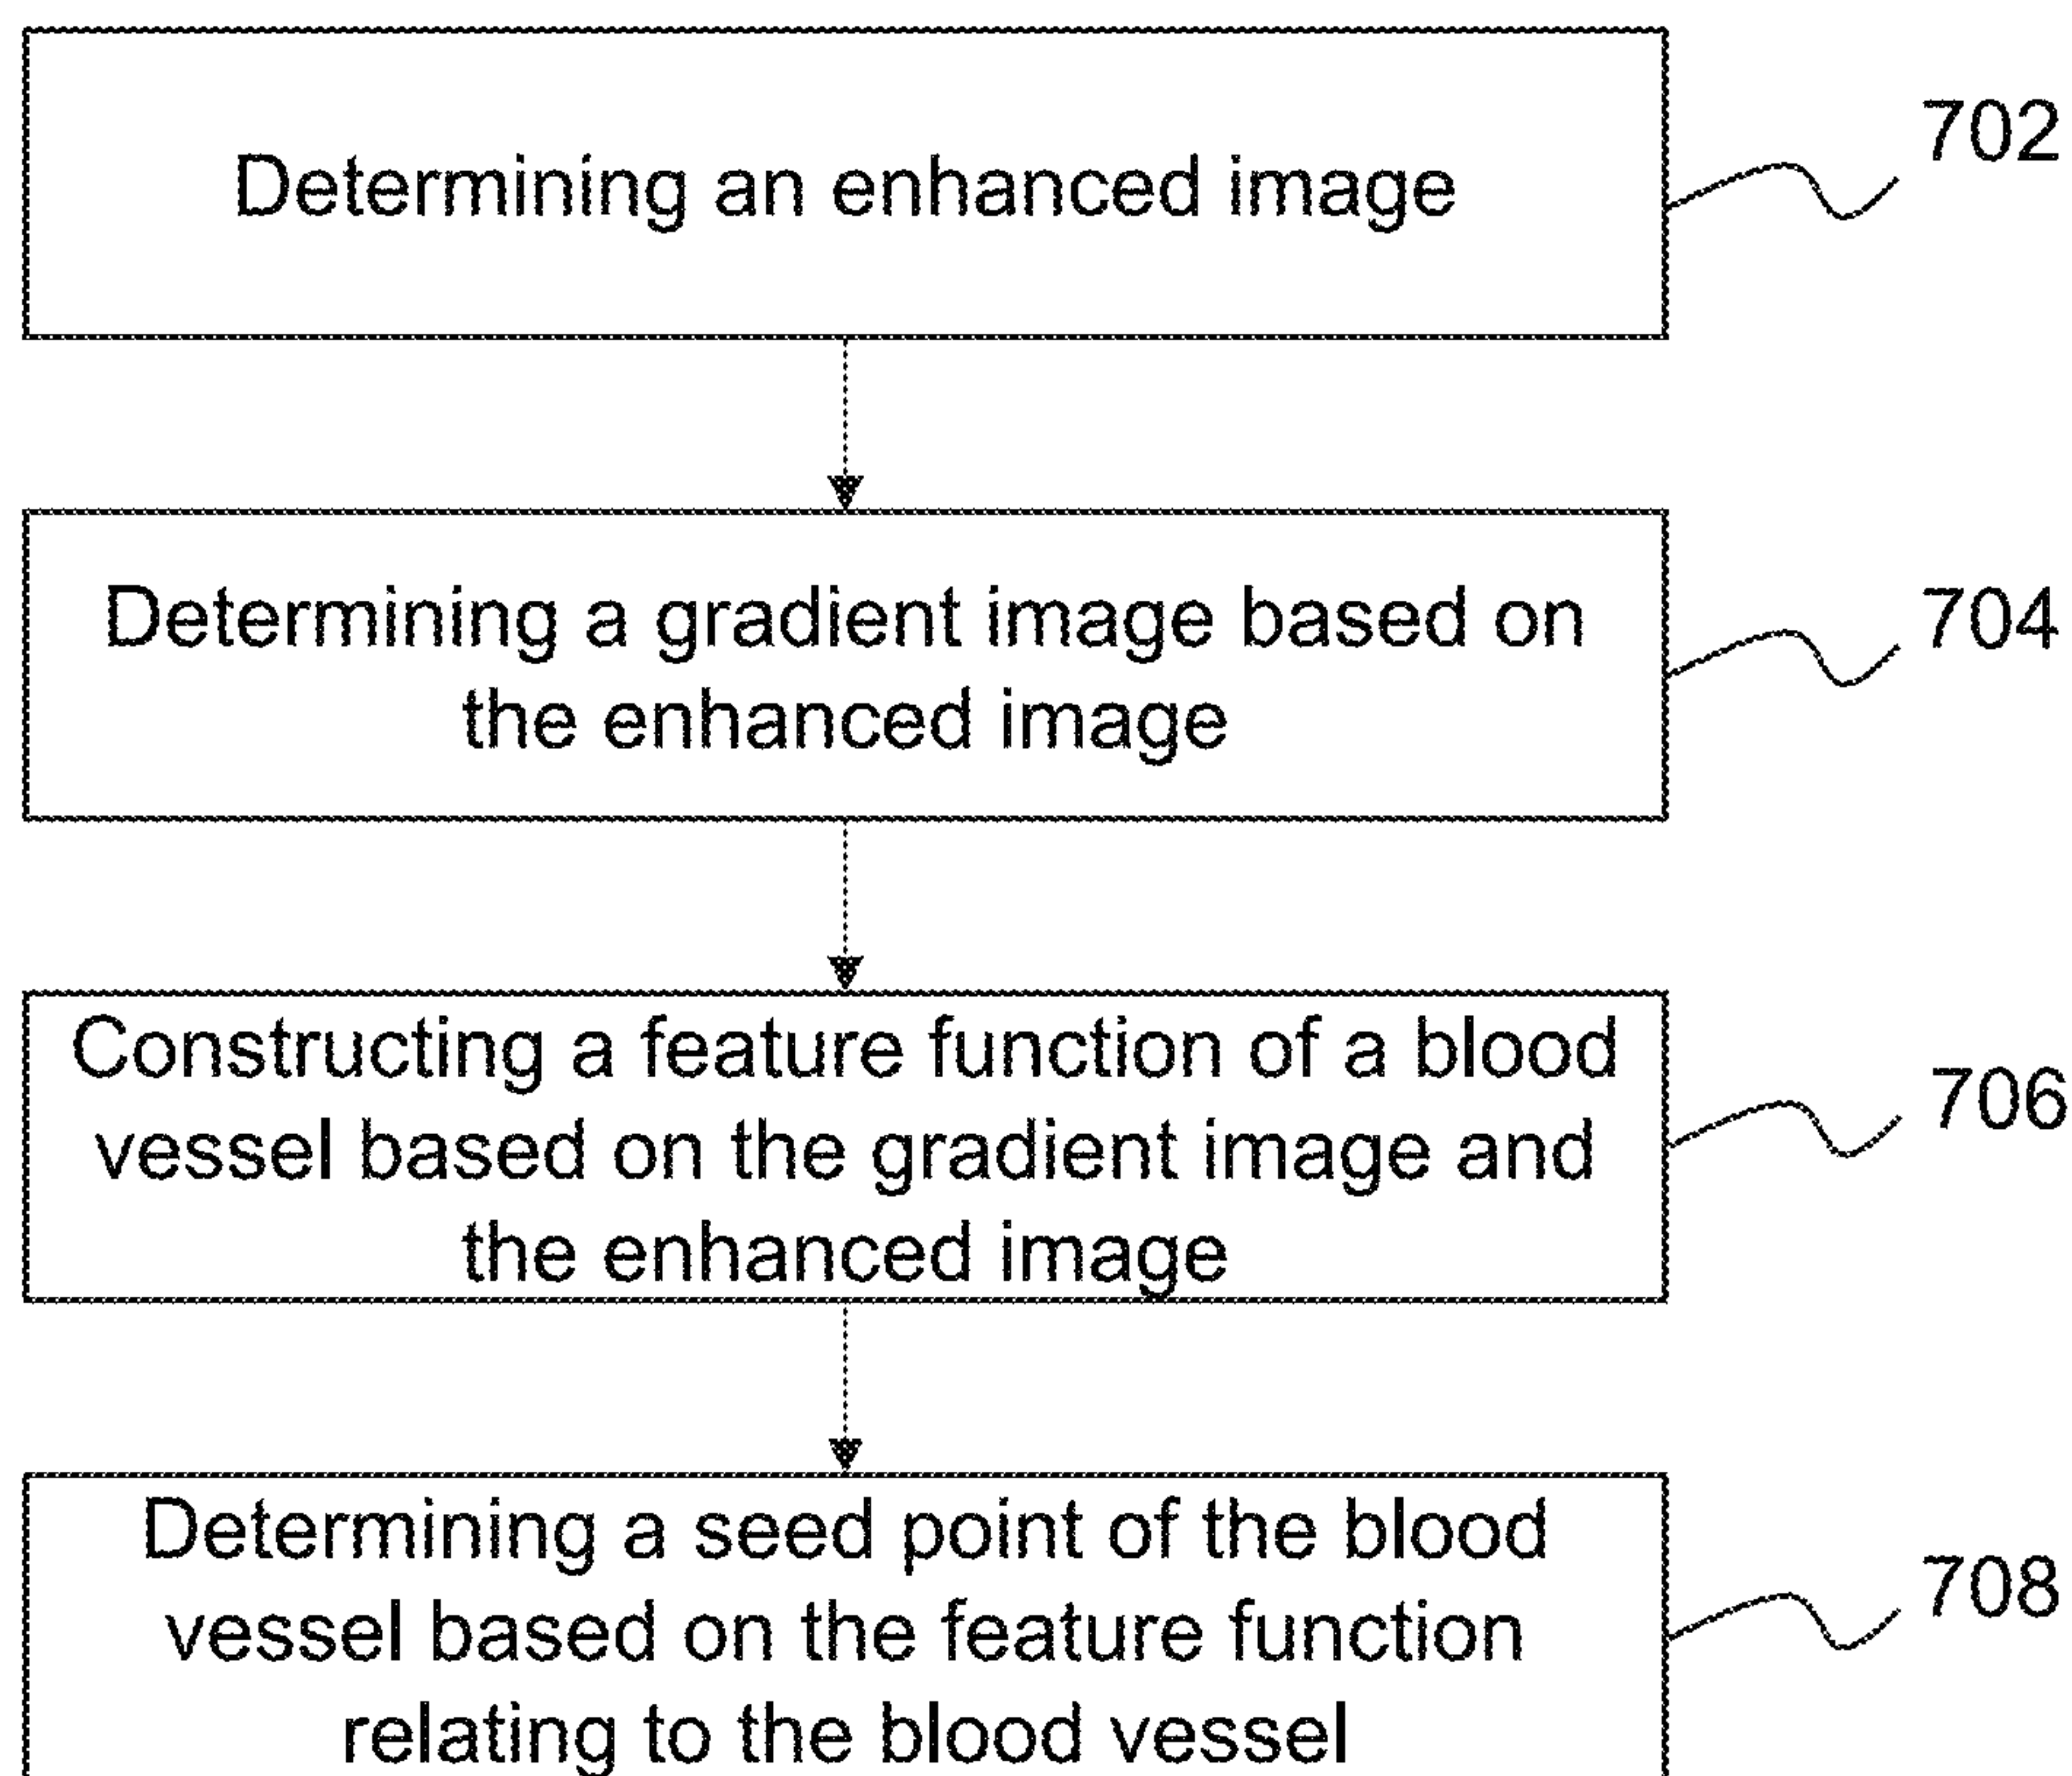 Determining an enhanced image
702
Determining a gradient image based on
the enhanced image
704
Constructing a feature function of a blood
vessel based on the gradient image and
the enhanced image
706
Determining a seed point of the blood
vessel based on the feature function
relating to the blood vessel
708